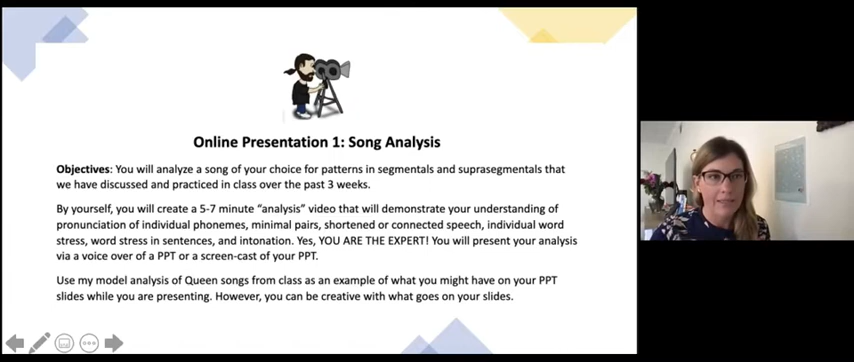 Online Presentation 1: Song Analysis
Objectives: You will analyze a song of your choice for patterns in segmentals and suprasegmentals that
we have discussed and practiced in class over the past 3 weeks.
By yourself, you will create a 5-7 minute “analysis” video that will demonstrate your understanding of
pronunciation of individual phonemes, minimal pairs, shortened or connected speech, individual word
stress, word stress in sentences, and intonation. Yes, YOU ARE THE EXPERT! You will present your analysis
via a voice over of a PPT or a screen-cast of your PPT.
Use my model analysis of Queen songs from class as an example of what you might have on your PPT
slides while you are presenting. However, you can be creative with what goes on your slides.